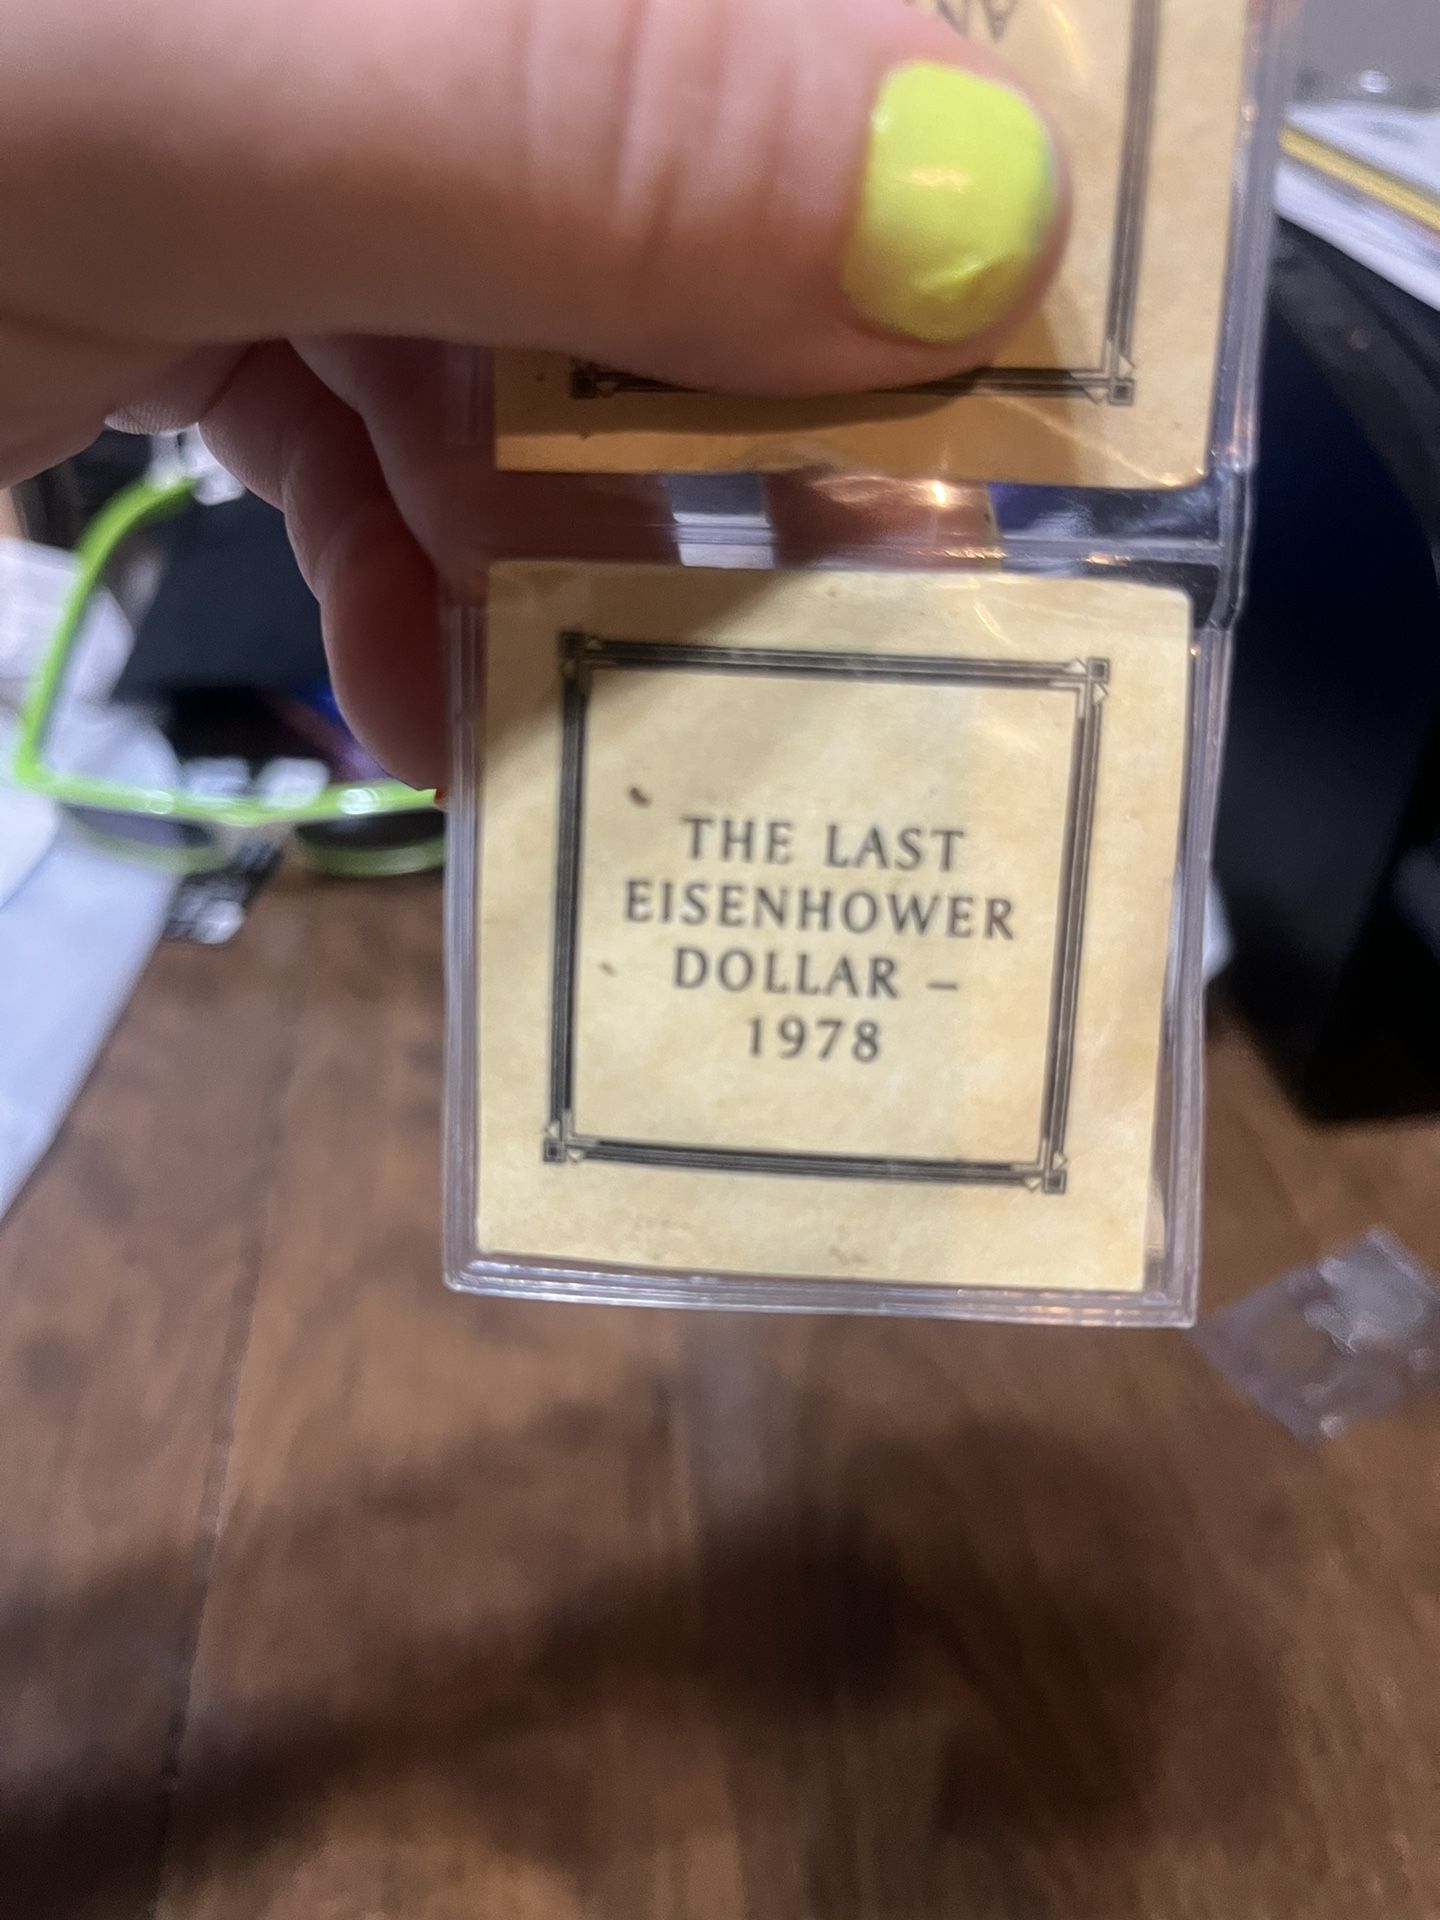 THE LAST
EISENHOWER
DOLLAR –
1978